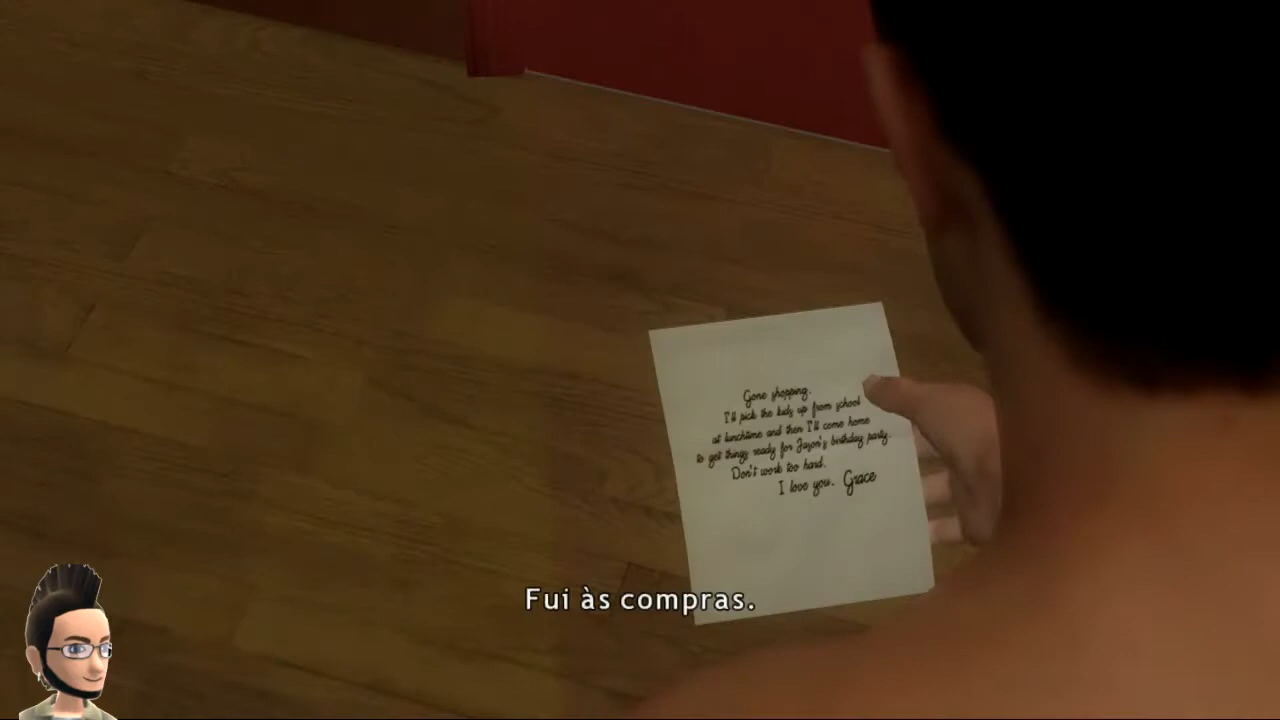 Gone shopping.
I'll pick the kids up from school
at lunchtime and then I'll come home
to get things ready for Jason's birthday party.
Don't work too hard.
I love you. Grace
Fui às compras.